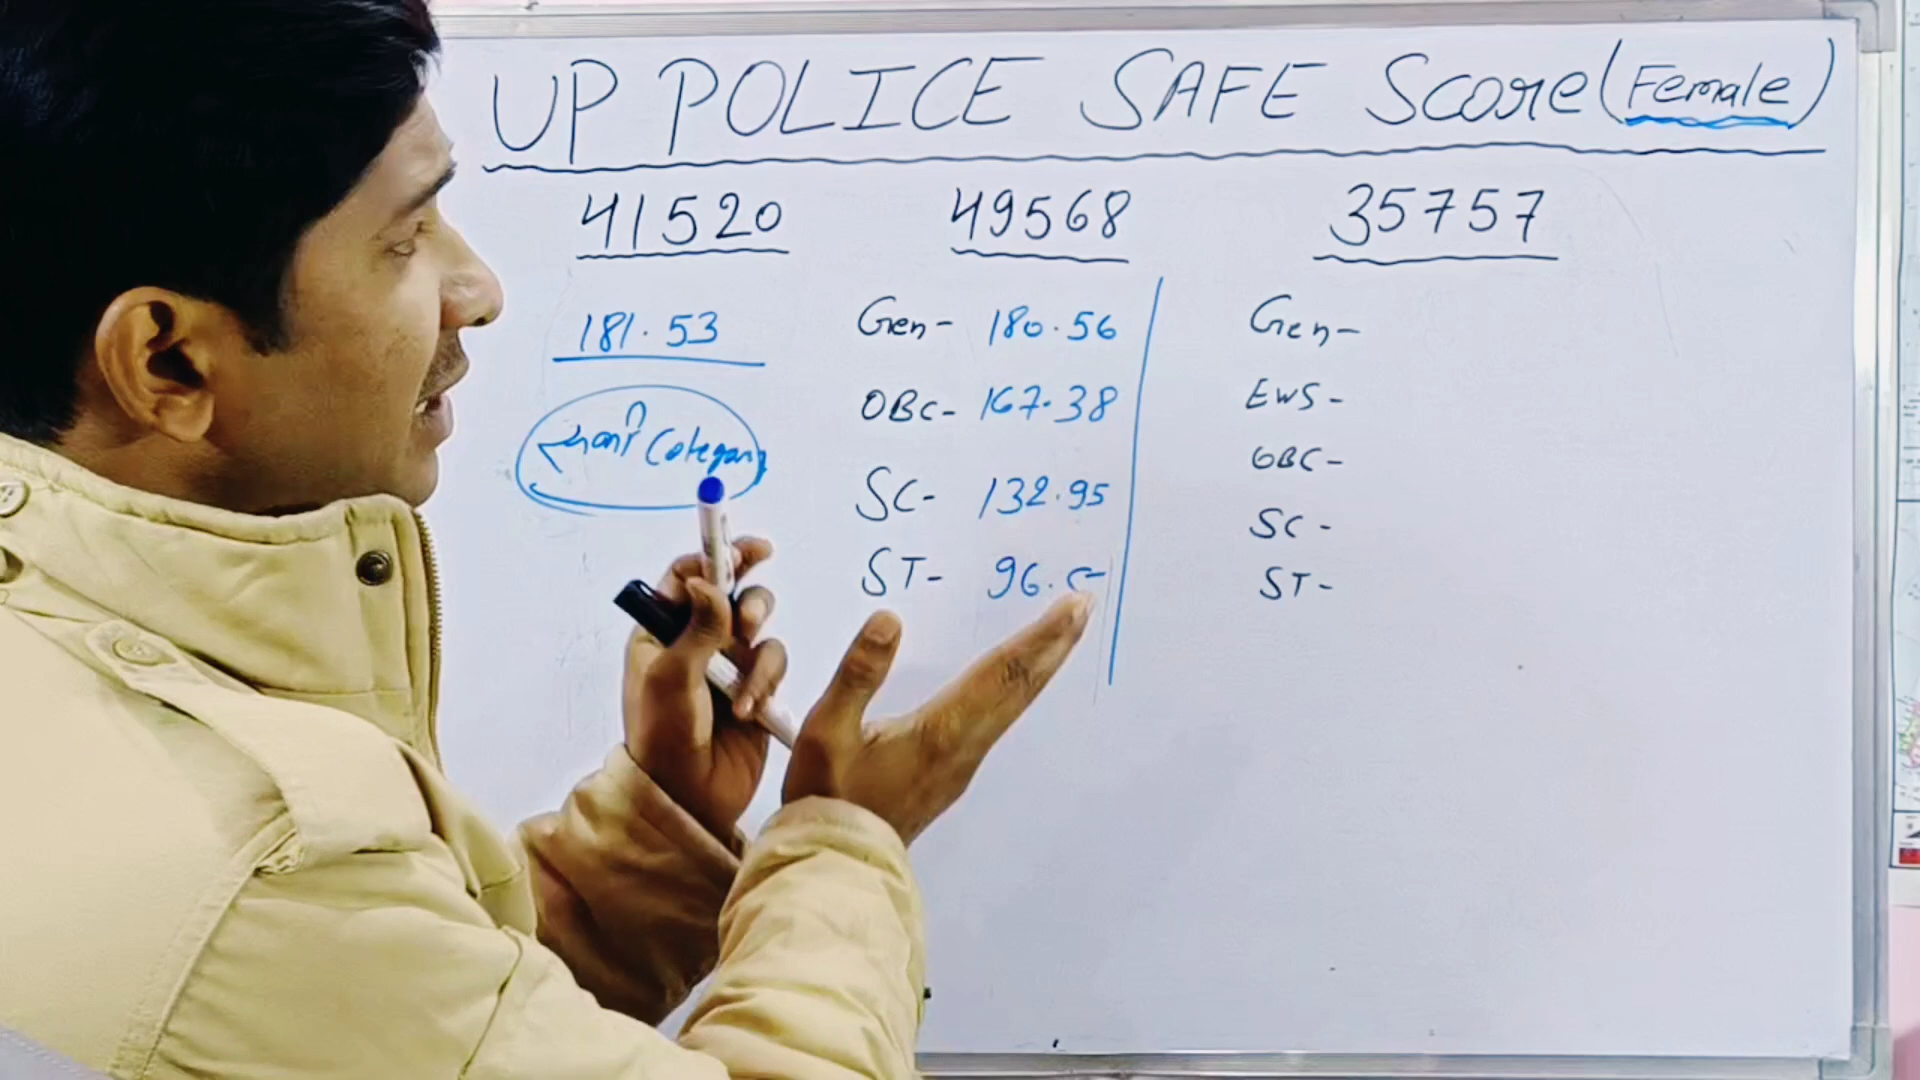 UP POLICE SAFE Score (Female)
41520
181.53
सभी Category
49568
Gen- 180.56
OBC- 167.38
SC- 132.95
ST- 96.
35757
Gen-
EWS-
OBC-
SC-
ST-